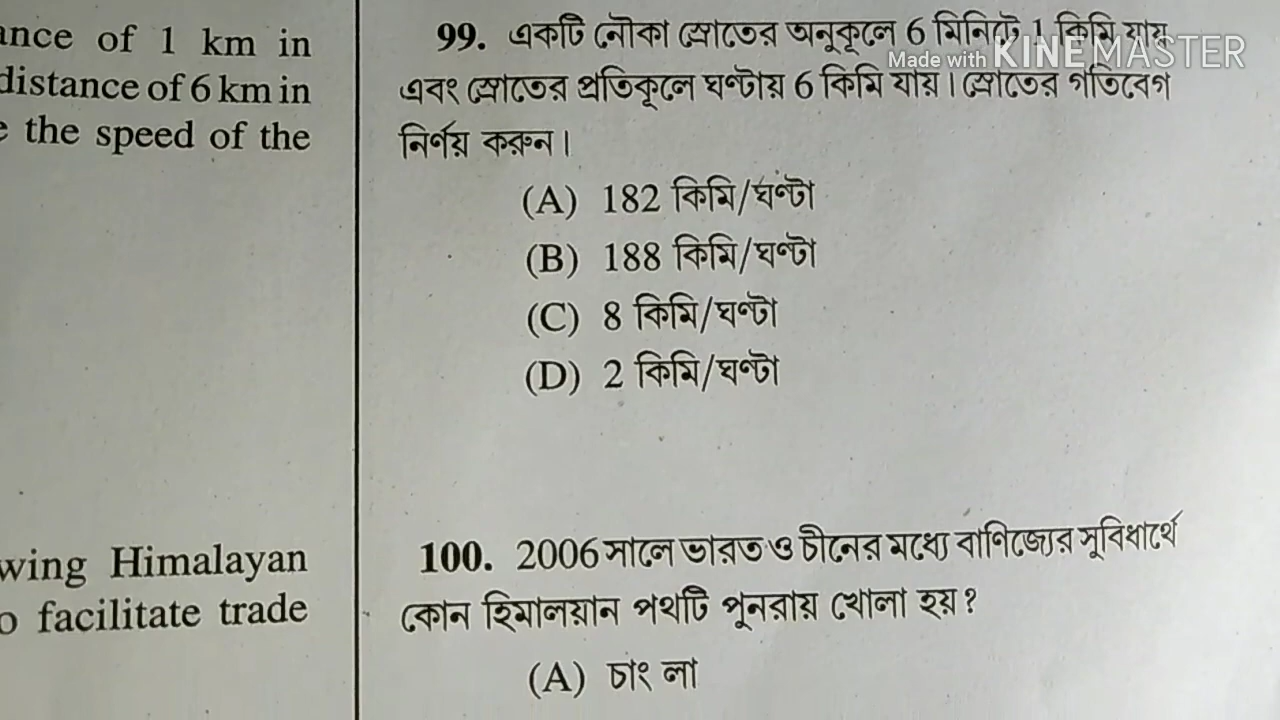 ance of 1 km in
distance of 6 km in
e the speed of the
wing Himalayan
o facilitate trade
99. একটি নৌকা স্রোতের অনুকূলে 6 মিনিটে 1 কিমি যায়
এবং স্রোতের প্রতিকূলে ঘণ্টায় 6 কিমি যায়। স্রোতের গতিবেগ
নির্ণয় করুন।
(A) 182 কিমি/ঘণ্টা
(B) 188 কিমি/ঘণ্টা
(C) 8 কিমি/ঘণ্টা
(D) 2 কিমি/ঘণ্টা
100. 2006 সালে ভারত ও চীনের মধ্যে বাণিজ্যের সুবিধার্থে
কোন হিমালয়ান পথটি পুনরায় খোলা হয়?
(A) চাং লা
Made with KINEMASTER